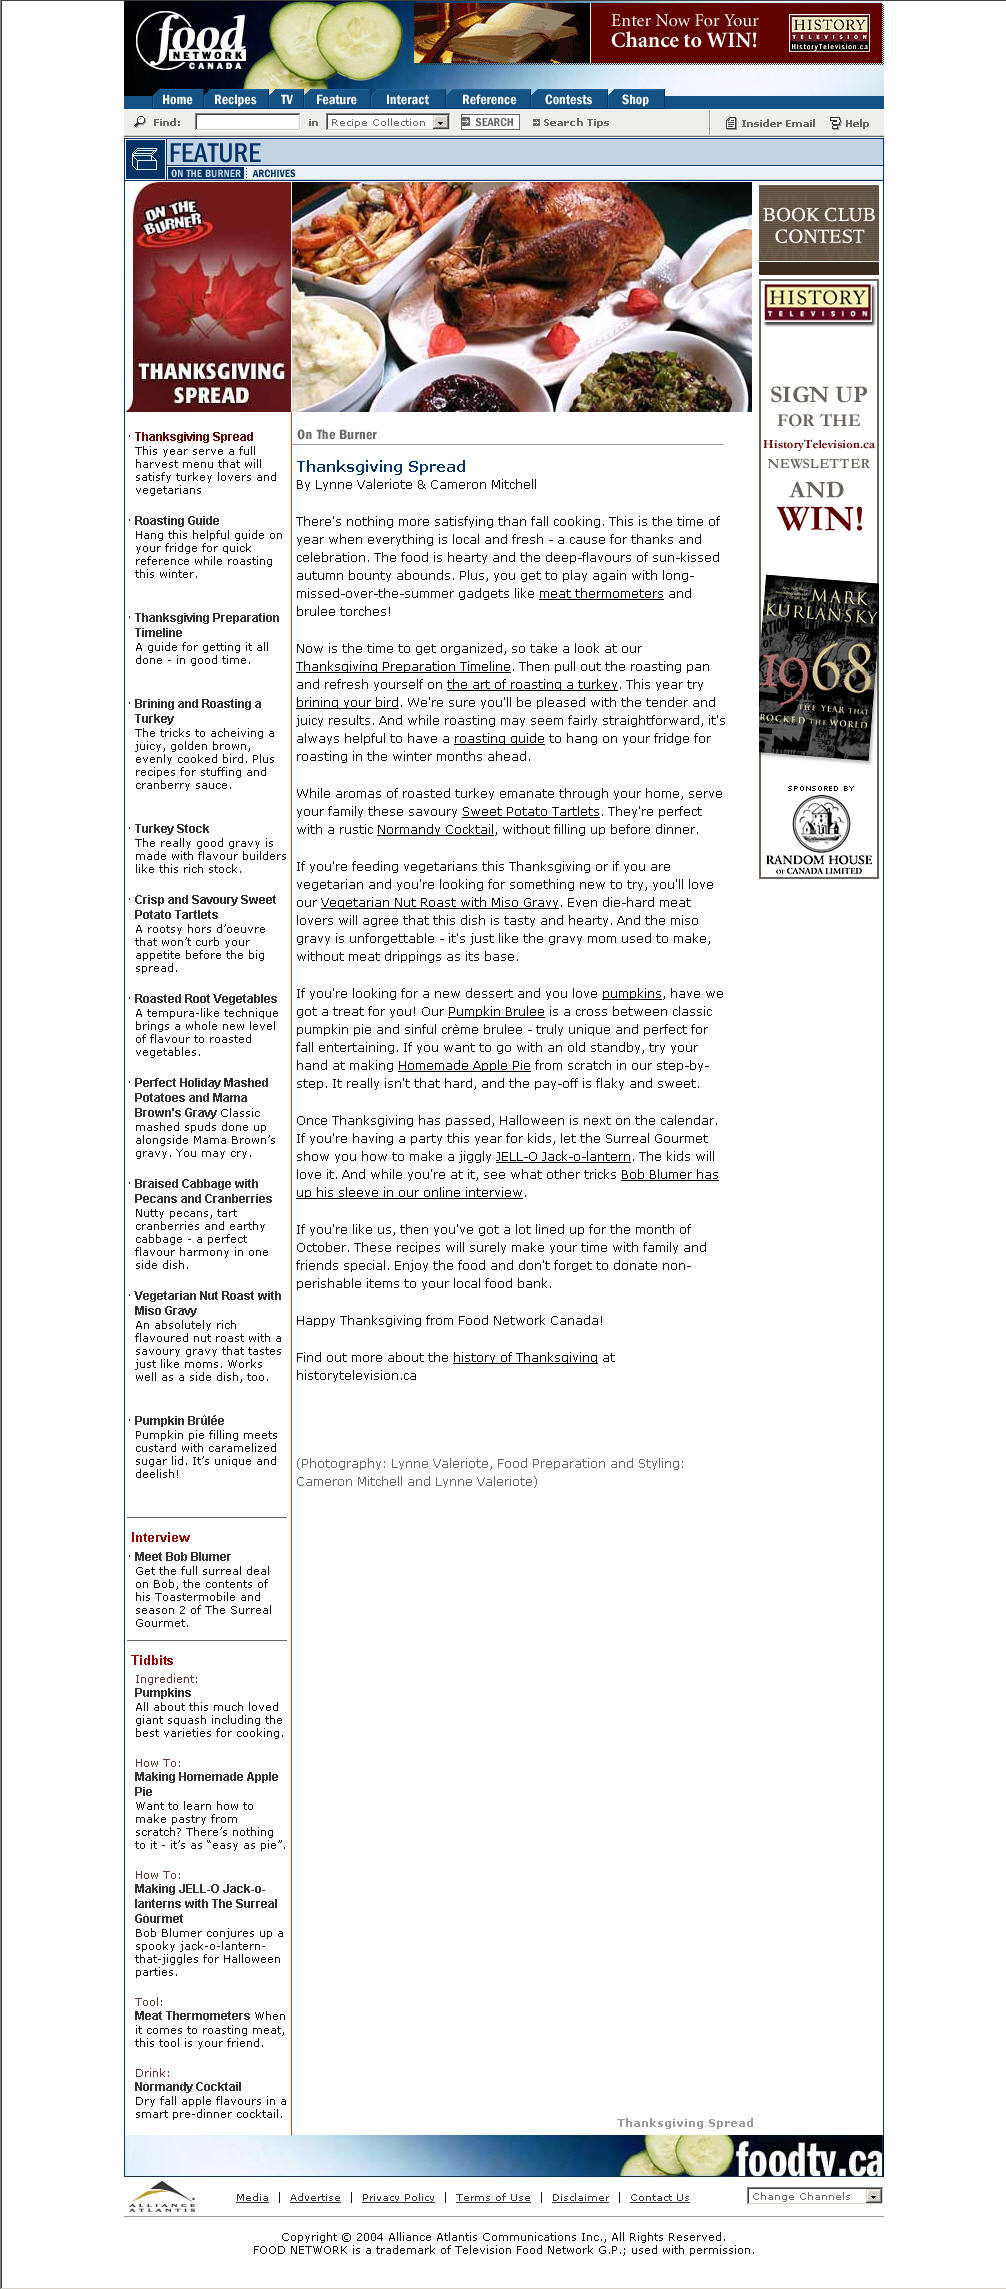 food
NETWORK
CANADA
Enter Now For Your
Chance to WIN!
HISTORY
TELEVISION
HistoryTelevision.ca
Home Recipes TV Feature Interact Reference Contests Shop
Find: in Recipe Collection SEARCH Search Tips Insider Email Help
FEATURE
ON THE BURNER ARCHIVES
ON THE
BURNER
THANKSGIVING
SPREAD
· Thanksgiving Spread
This year serve a full
harvest menu that will
satisfy turkey lovers and
vegetarians
· Roasting Guide
Hang this helpful guide on
your fridge for quick
reference while roasting
this winter.
· Thanksgiving Preparation
Timeline
A guide for getting it all
done - in good time.
· Brining and Roasting a
Turkey
The tricks to acheiving a
juicy, golden brown,
evenly cooked bird. Plus
recipes for stuffing and
cranberry sauce.
· Turkey Stock
The really good gravy is
made with flavour builders
like this rich stock.
· Crisp and Savoury Sweet
Potato Tartlets
A rootsy hors d’oeuvre
that won’t curb your
appetite before the big
spread.
· Roasted Root Vegetables
A tempura-like technique
brings a whole new level
of flavour to roasted
vegetables.
· Perfect Holiday Mashed
Potatoes and Mama
Brown's Gravy Classic
mashed spuds done up
alongside Mama Brown’s
gravy. You may cry.
· Braised Cabbage with
Pecans and Cranberries
Nutty pecans, tart
cranberries and earthy
cabbage - a perfect
flavour harmony in one
side dish.
· Vegetarian Nut Roast with
Miso Gravy
An absolutely rich
flavoured nut roast with a
savoury gravy that tastes
just like moms. Works
well as a side dish, too.
· Pumpkin Brûlée
Pumpkin pie filling meets
custard with caramelized
sugar lid. It’s unique and
deelish!
Interview
· Meet Bob Blumer
Get the full surreal deal
on Bob, the contents of
his Toastermobile and
season 2 of The Surreal
Gourmet.
Tidbits
Ingredient:
Pumpkins
All about this much loved
giant squash including the
best varieties for cooking.
How To:
Making Homemade Apple
Pie
Want to learn how to
make pastry from
scratch? There’s nothing
to it - it’s as “easy as pie”.
How To:
Making JELL-O Jack-o-
lanterns with The Surreal
Gourmet
Bob Blumer conjures up a
spooky jack-o-lantern-
that-jiggles for Halloween
parties.
Tool:
Meat Thermometers When
it comes to roasting meat,
this tool is your friend.
Drink:
Normandy Cocktail
Dry fall apple flavours in a
smart pre-dinner cocktail.
On The Burner
Thanksgiving Spread
By Lynne Valeriote & Cameron Mitchell
There's nothing more satisfying than fall cooking. This is the time of
year when everything is local and fresh - a cause for thanks and
celebration. The food is hearty and the deep-flavours of sun-kissed
autumn bounty abounds. Plus, you get to play again with long-
missed-over-the-summer gadgets like meat thermometers and
brulee torches!
Now is the time to get organized, so take a look at our
Thanksgiving Preparation Timeline. Then pull out the roasting pan
and refresh yourself on the art of roasting a turkey. This year try
brining your bird. We're sure you'll be pleased with the tender and
juicy results. And while roasting may seem fairly straightforward, it's
always helpful to have a roasting guide to hang on your fridge for
roasting in the winter months ahead.
While aromas of roasted turkey emanate through your home, serve
your family these savoury Sweet Potato Tartlets. They're perfect
with a rustic Normandy Cocktail, without filling up before dinner.
If you're feeding vegetarians this Thanksgiving or if you are
vegetarian and you're looking for something new to try, you'll love
our Vegetarian Nut Roast with Miso Gravy. Even die-hard meat
lovers will agree that this dish is tasty and hearty. And the miso
gravy is unforgettable - it's just like the gravy mom used to make,
without meat drippings as its base.
If you're looking for a new dessert and you love pumpkins, have we
got a treat for you! Our Pumpkin Brulee is a cross between classic
pumpkin pie and sinful crème brulee - truly unique and perfect for
fall entertaining. If you want to go with an old standby, try your
hand at making Homemade Apple Pie from scratch in our step-by-
step. It really isn't that hard, and the pay-off is flaky and sweet.
Once Thanksgiving has passed, Halloween is next on the calendar.
If you're having a party this year for kids, let the Surreal Gourmet
show you how to make a jiggly JELL-O Jack-o-lantern. The kids will
love it. And while you're at it, see what other tricks Bob Blumer has
up his sleeve in our online interview.
If you're like us, then you've got a lot lined up for the month of
October. These recipes will surely make your time with family and
friends special. Enjoy the food and don't forget to donate non-
perishable items to your local food bank.
Happy Thanksgiving from Food Network Canada!
Find out more about the history of Thanksgiving at
historytelevision.ca
(Photography: Lynne Valeriote, Food Preparation and Styling:
Cameron Mitchell and Lynne Valeriote)
Thanksgiving Spread
BOOK CLUB
CONTEST
HISTORY
TELEVISION
SIGN UP
FOR THE
HistoryTelevision.ca
NEWSLETTER
AND
WIN!
MARK
KURLANSKY
1968
THE YEAR THAT
ROCKED THE WORLD
SPONSORED BY
RANDOM HOUSE
OF CANADA LIMITED
foodtv.ca
ALLIANCE
ATLANTIS
Media | Advertise | Privacy Policy | Terms of Use | Disclaimer | Contact Us
Change Channels
Copyright © 2004 Alliance Atlantis Communications Inc., All Rights Reserved.
FOOD NETWORK is a trademark of Television Food Network G.P.; used with permission.